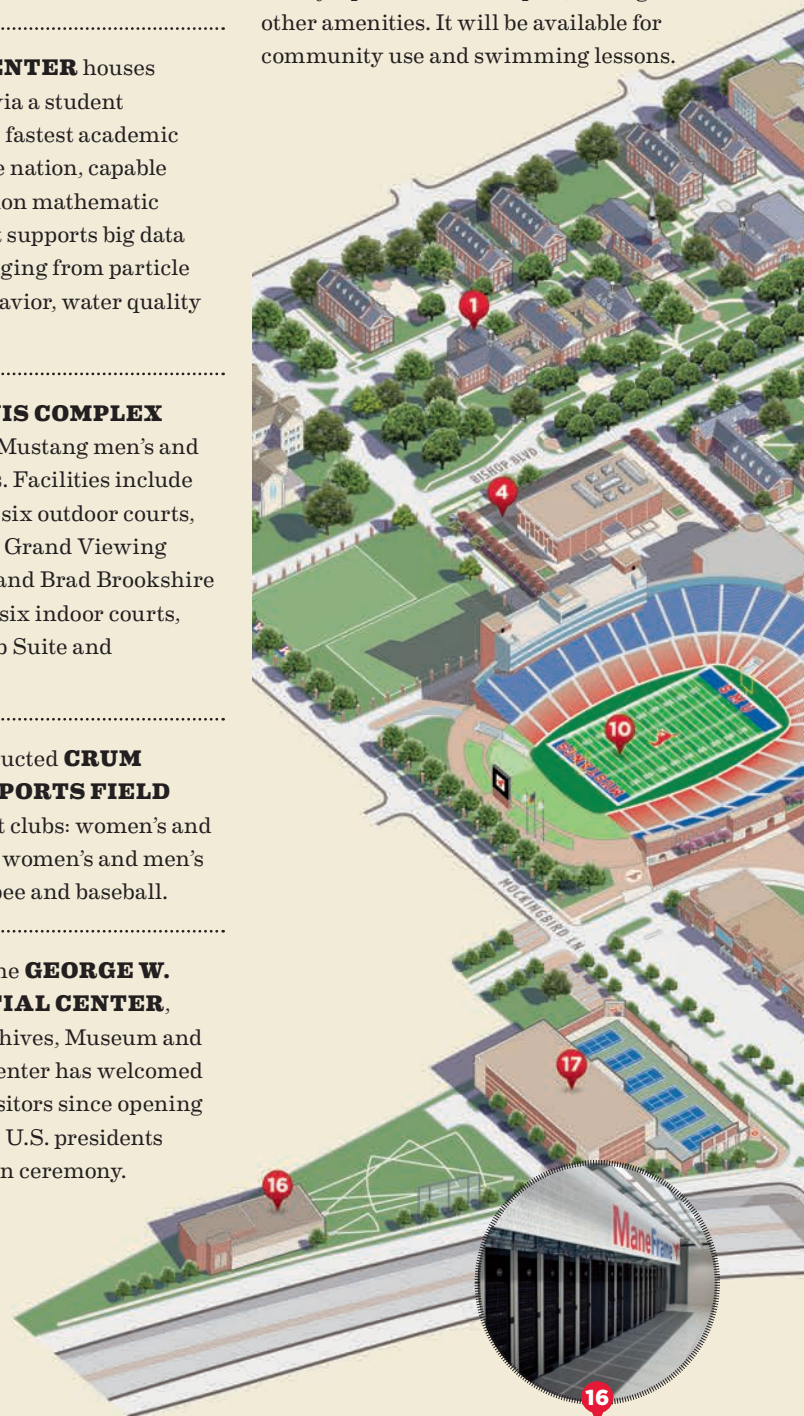 ENTER houses
via a student
fastest academic
e nation, capable
on mathematic
t supports big data
ging from particle
avior, water quality
IS COMPLEX
Mustang men's and
s. Facilities include
six outdoor courts,
Grand Viewing
and Brad Brookshire
six indoor courts,
b Suite and
ucted CRUM
PORTS FIELD
t clubs: women's and
women's and men's
bee and baseball.
he GEORGE W.
TIAL CENTER,
hives, Museum and
enter has welcomed
sitors since opening
U.S. presidents
n ceremony.
other amenities. It will be available for
community use and swimming lessons.
1
BISHOP BLVD
4
SMU
10
MUSTANGS
MOCKINGBIRD LN
17
16
ManeFrame
16